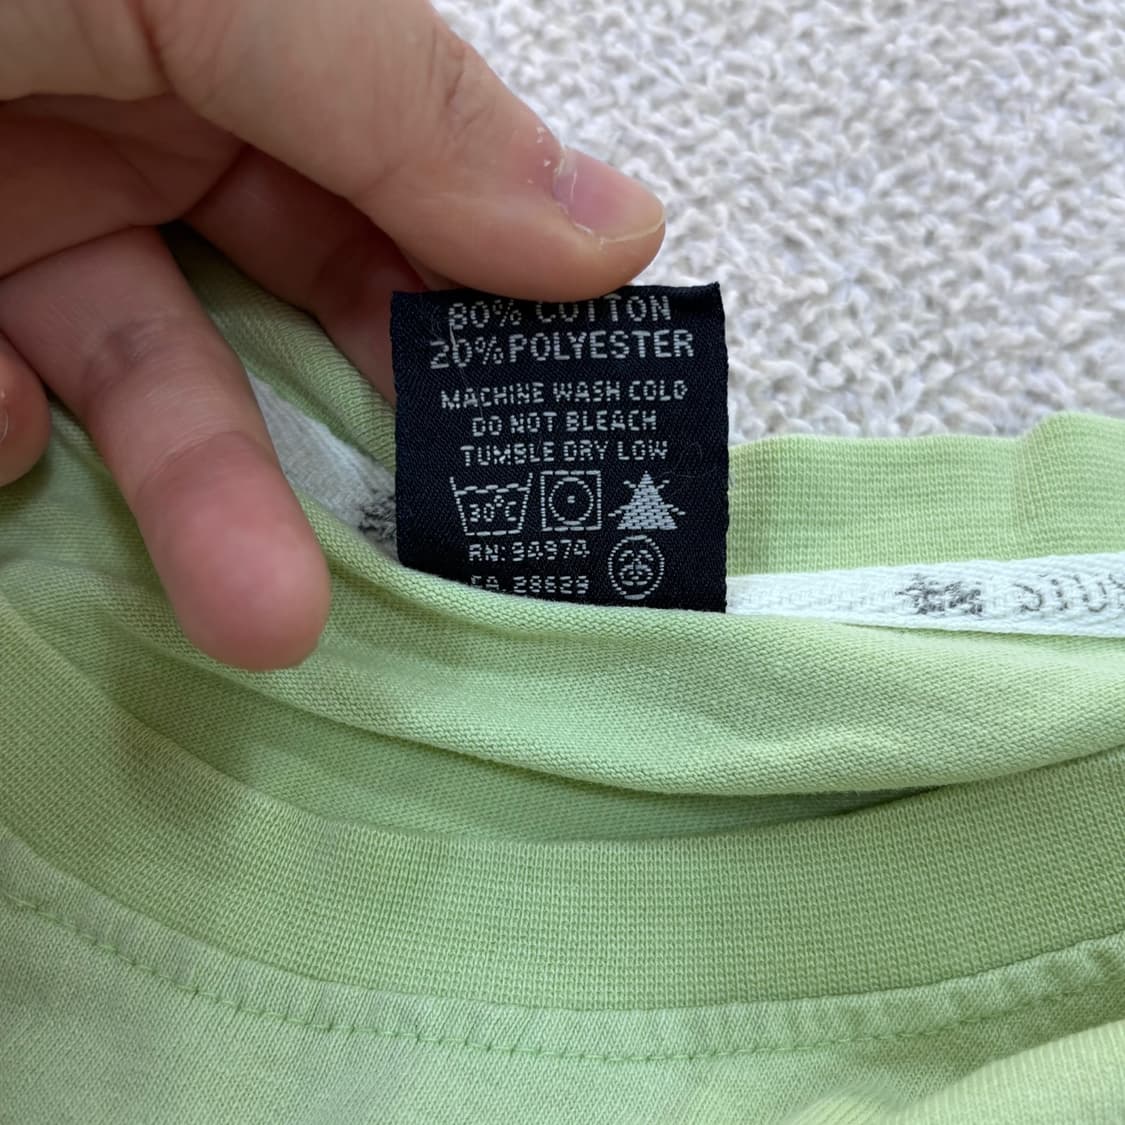 80% COTTON
20% POLYESTER
MACHINE WASH COLD
DO NOT BLEACH
TUMBLE DRY LOW
30°C
RN: 94974
CA: 28629